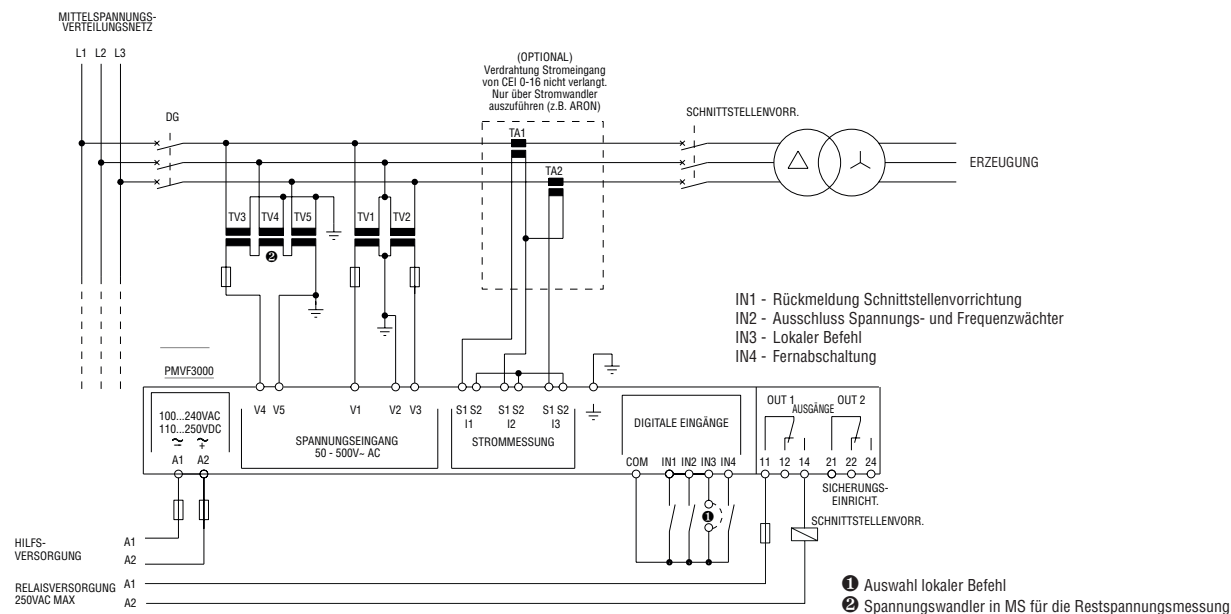 MITTELSPANNUNGS-
VERTEILUNGSNETZ
L1 L2 L3
DG
(OPTIONAL)
Verdrahtung Stromeingang
von CEI 0-16 nicht verlangt.
Nur über Stromwandler
auszuführen (z.B. ARON)
TA1
TA2
SCHNITTSTELLENVORR.
ERZEUGUNG
TV3 TV4 TV5 TV1 TV2
❷
IN1 - Rückmeldung Schnittstellenvorrichtung
IN2 - Ausschluss Spannungs- und Frequenzwächter
IN3 - Lokaler Befehl
IN4 - Fernabschaltung
PMVF3000
100...240VAC
110...250VDC
~ ~
– +
A1 A2
V4 V5 V1 V2 V3
SPANNUNGSEINGANG
50 - 500V~ AC
S1 S2 S1 S2 S1 S2
I1 I2 I3
STROMMESSUNG
DIGITALE EINGÄNGE
COM IN1 IN2 IN3 IN4
OUT 1 OUT 2
AUSGÄNGE
11 12 14 21 22 24
SICHERUNGS-
EINRICHT.
SCHNITTSTELLENVORR.
❶
HILFS-
VERSORGUNG
A1
A2
RELAISVERSORGUNG
250VAC MAX
A1
A2
❶ Auswahl lokaler Befehl
❷ Spannungswandler in MS für die Restspannungsmessung